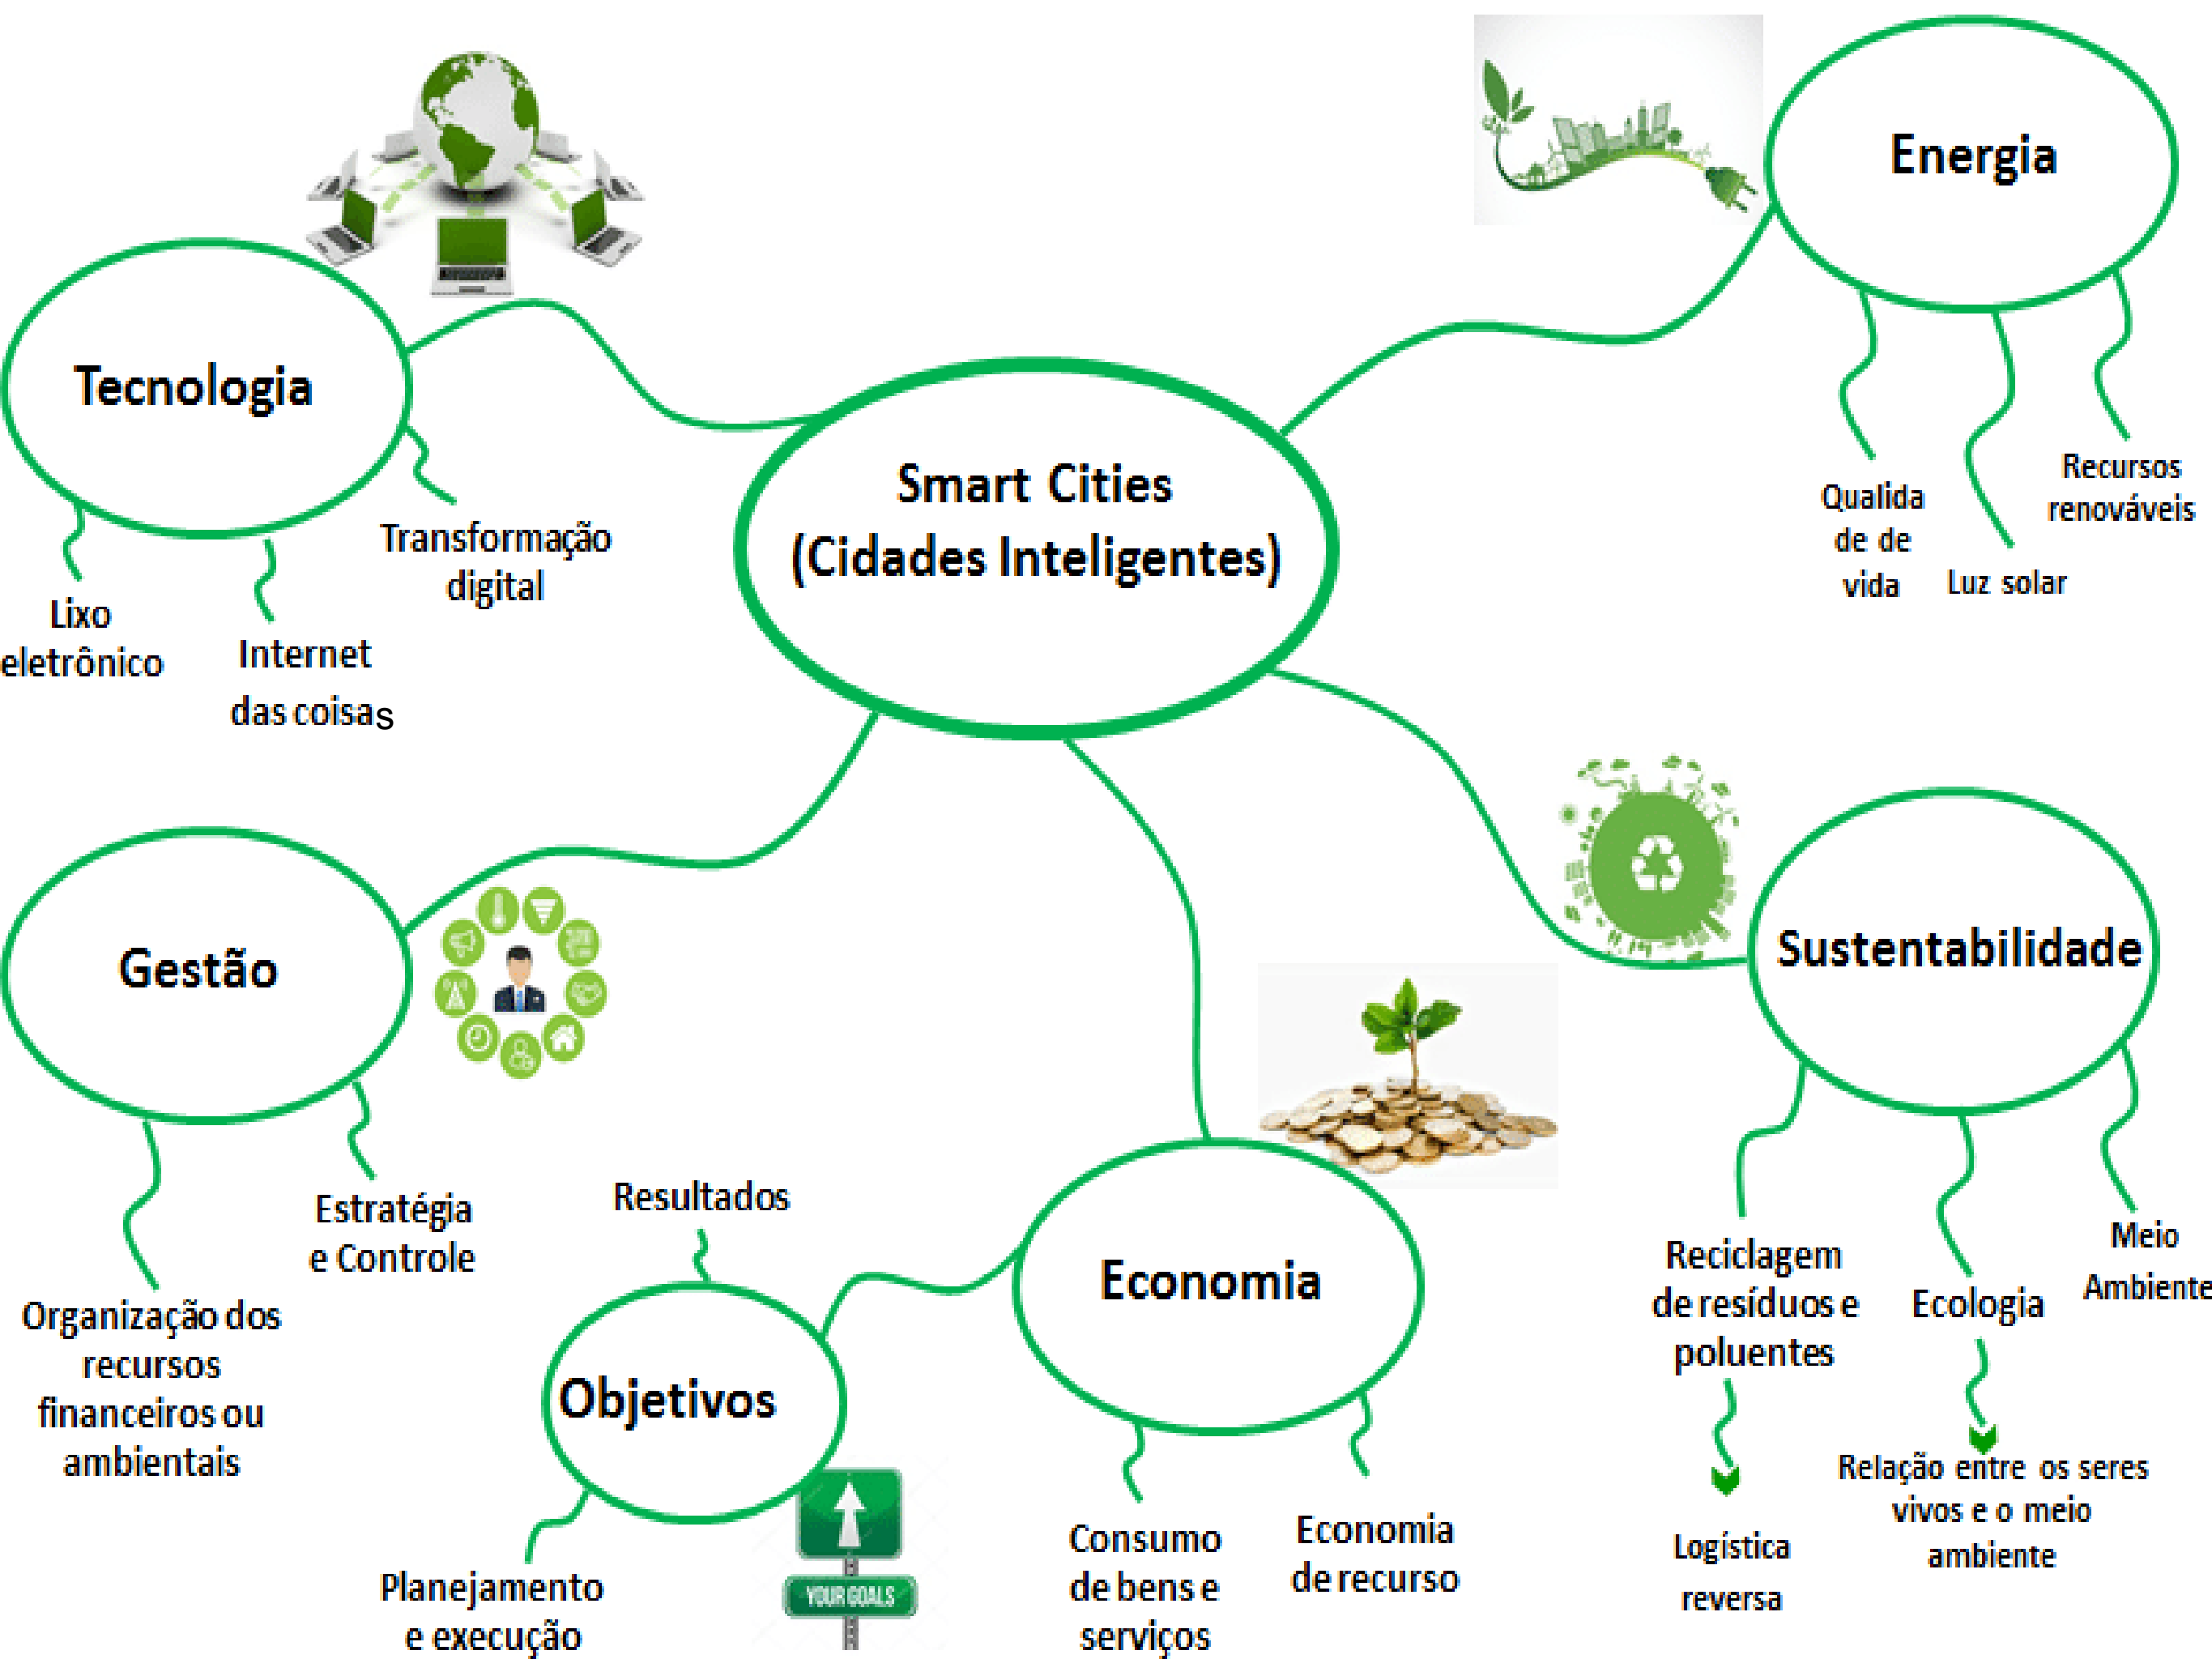 Energia
Tecnologia
Smart Cities
(Cidades Inteligentes)
Qualida
de de
vida
Luz solar
Recursos
renováveis
Transformação
digital
Lixo
eletrônico
Internet
das coisas
Gestão
Sustentabilidade
Estratégia
e Controle
Organização dos
recursos
financeiros ou
ambientais
Resultados
Objetivos
YOUR GOALS
Planejamento
e execução
Economia
Consumo
de bens e
serviços
Economia
de recurso
Reciclagem
de resíduos e
poluentes
Logística
reversa
Ecologia
Relação entre os seres
vivos e o meio
ambiente
Meio
Ambiente